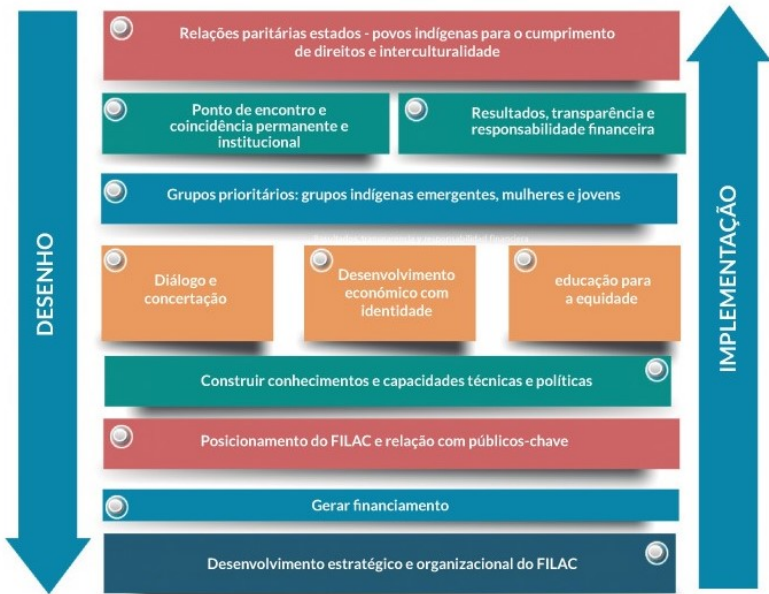 Relações paritárias estados - povos indígenas para o cumprimento
de direitos e interculturalidade
Ponto de encontro e
coincidência permanente e
institucional
Resultados, transparência e
responsabilidade financeira
Grupos prioritários: grupos indígenas emergentes, mulheres e jovens
DESENHO
Diálogo e
concertação
Desenvolvimento
económico com
identidade
educação para
a equidade
IMPLEMENTAÇÃO
Construir conhecimentos e capacidades técnicas e políticas
Posicionamento do FILAC e relação com públicos-chave
Gerar financiamento
Desenvolvimento estratégico e organizacional do FILAC